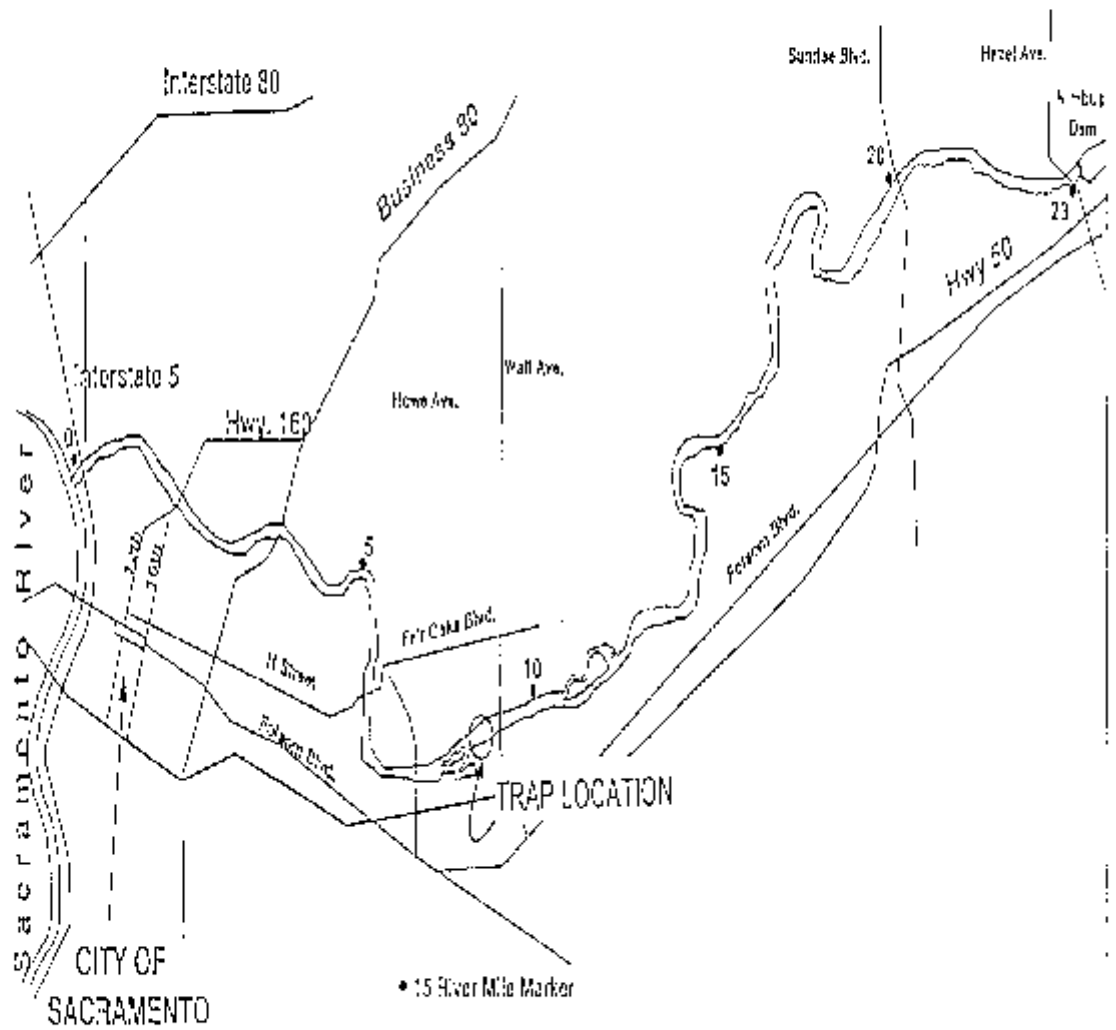 Interstate 80
Business 80
Sundse Blvd.
Hazel Ave.
Dam
20
23
Hwy 50
Interstate 5
Hwy. 160
Howe Ave.
Watt Ave.
0
15
5
Folsom Blvd.
Fair Oaks Blvd.
H Street
10
Folsom Blvd.
TRAP LOCATION
Sacramento River
CITY OF
SACRAMENTO
• 15 River Mile Marker